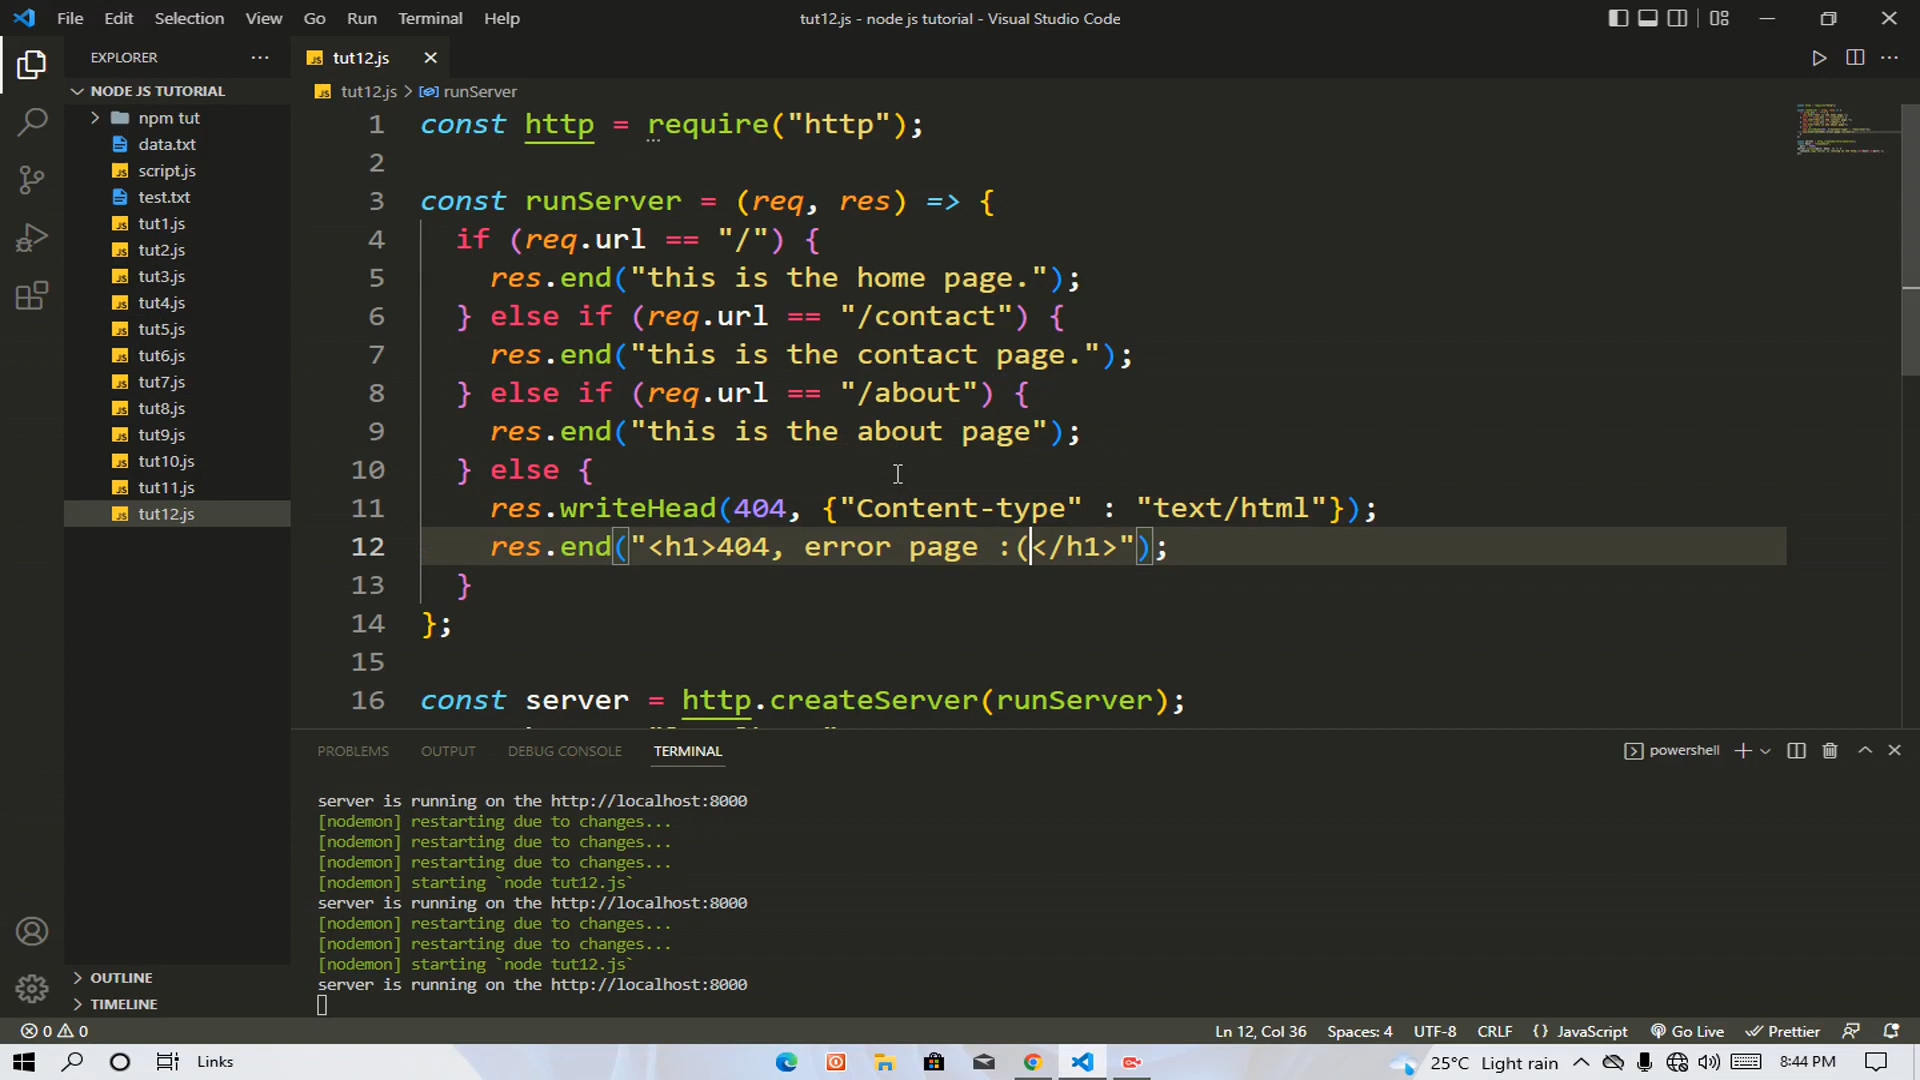 File Edit Selection View Go Run Terminal Help
tut12.js - node js tutorial - Visual Studio Code
EXPLORER ···
tut12.js
NODE JS TUTORIAL
tut12.js > runServer
npm tut
data.txt
script.js
test.txt
tut1.js
tut2.js
tut3.js
tut4.js
tut5.js
tut6.js
tut7.js
tut8.js
tut9.js
tut10.js
tut11.js
tut12.js
OUTLINE
TIMELINE
1 const http = require("http");
2
3 const runServer = (req, res) => {
4 if (req.url == "/") {
5 res.end("this is the home page.");
6 } else if (req.url == "/contact") {
7 res.end("this is the contact page.");
8 } else if (req.url == "/about") {
9 res.end("this is the about page");
10 } else {
11 res.writeHead(404, {"Content-type" : "text/html"});
12 res.end("<h1>404, error page :(</h1>");
13 }
14 };
15
16 const server = http.createServer(runServer);
PROBLEMS OUTPUT DEBUG CONSOLE TERMINAL
powershell
server is running on the http://localhost:8000
[nodemon] restarting due to changes...
[nodemon] restarting due to changes...
[nodemon] restarting due to changes...
[nodemon] starting `node tut12.js`
server is running on the http://localhost:8000
[nodemon] restarting due to changes...
[nodemon] restarting due to changes...
[nodemon] starting `node tut12.js`
server is running on the http://localhost:8000
0 0
Ln 12, Col 36 Spaces: 4 UTF-8 CRLF {} JavaScript Go Live Prettier
Links
25°C Light rain 8:44 PM